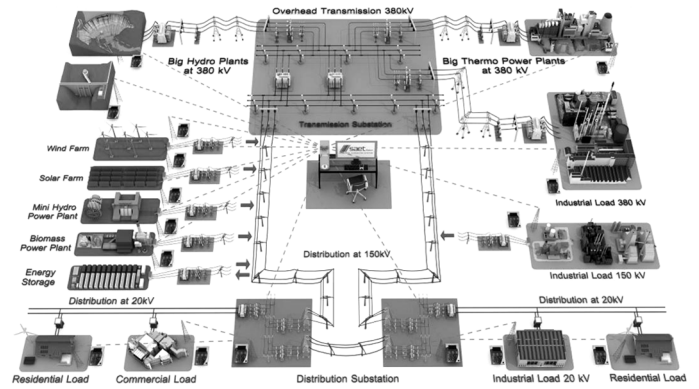 Overhead Transmission 380kV
Big Hydro Plants
at 380 kV
Big Thermo Power Plants
at 380 kV
Transmission Substation
Wind Farm
saet
Solar Farm
Mini Hydro
Power Plant
Industrial Load 380 kV
Biomass
Power Plant
Distribution at 150kV
Energy
Storage
Industrial Load 150 kV
Distribution at 20kV
Distribution at 20kV
Residential Load
Commercial Load
Distribution Substation
Industrial Load 20 kV
Residential Load